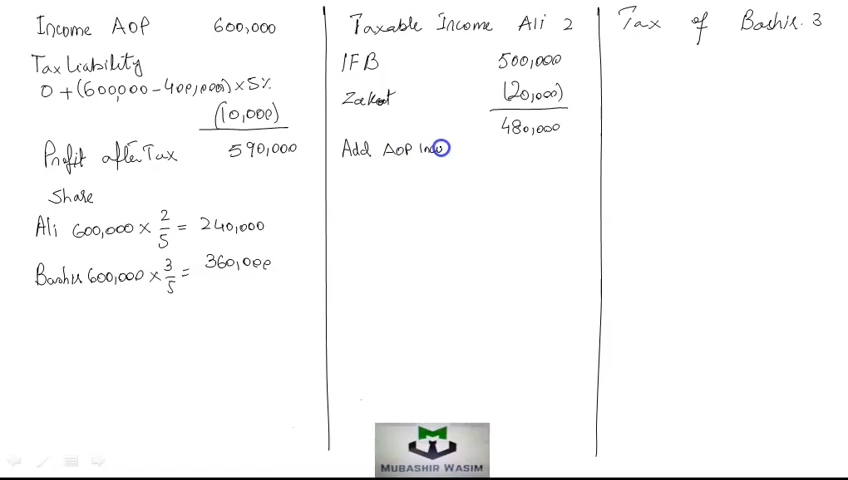 Income AOP 600,000
Tax Liability
0 + (600,000 - 400,000) x 5%
(10,000)
Profit after Tax 590,000
Share
Ali 600,000 x 2/5 = 240,000
Bashir 600,000 x 3/5 = 360,000
Taxable Income Ali 2
IFB 500,000
Zakat (20,000)
480,000
Add AOP Inco
Tax of Bashir 3
MUBASHIR WASIM